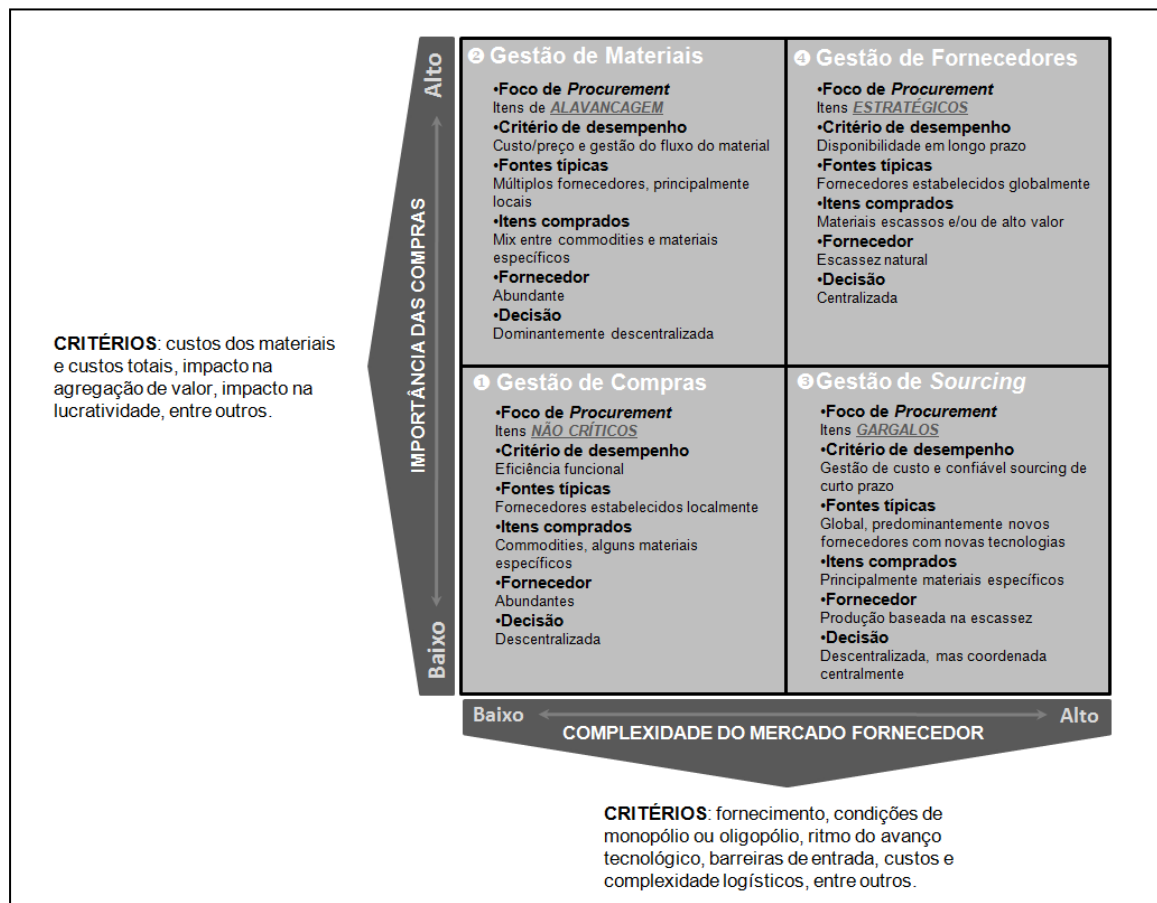 ❷ Gestão de Materiais
•Foco de Procurement
Itens de ALAVANCAGEM
•Critério de desempenho
Custo/preço e gestão do fluxo do material
•Fontes típicas
Múltiplos fornecedores, principalmente
locais
•Itens comprados
Mix entre commodities e materiais
específicos
•Fornecedor
Abundante
•Decisão
Dominantemente descentralizada
❹ Gestão de Fornecedores
•Foco de Procurement
Itens ESTRATÉGICOS
•Critério de desempenho
Disponibilidade em longo prazo
•Fontes típicas
Fornecedores estabelecidos globalmente
•Itens comprados
Materiais escassos e/ou de alto valor
•Fornecedor
Escassez natural
•Decisão
Centralizada
Alto
IMPORTÂNCIA DAS COMPRAS
Baixo
CRITÉRIOS: custos dos materiais
e custos totais, impacto na
agregação de valor, impacto na
lucratividade, entre outros.
❶ Gestão de Compras
•Foco de Procurement
Itens NÃO CRÍTICOS
•Critério de desempenho
Eficiência funcional
•Fontes típicas
Fornecedores estabelecidos localmente
•Itens comprados
Commodities, alguns materiais
específicos
•Fornecedor
Abundantes
•Decisão
Descentralizada
❸ Gestão de Sourcing
•Foco de Procurement
Itens GARGALOS
•Critério de desempenho
Gestão de custo e confiável sourcing de
curto prazo
•Fontes típicas
Global, predominantemente novos
fornecedores com novas tecnologias
•Itens comprados
Principalmente materiais específicos
•Fornecedor
Produção baseada na escassez
•Decisão
Descentralizada, mas coordenada
centralmente
Baixo
Alto
COMPLEXIDADE DO MERCADO FORNECEDOR
CRITÉRIOS: fornecimento, condições de
monopólio ou oligopólio, ritmo do avanço
tecnológico, barreiras de entrada, custos e
complexidade logísticos, entre outros.